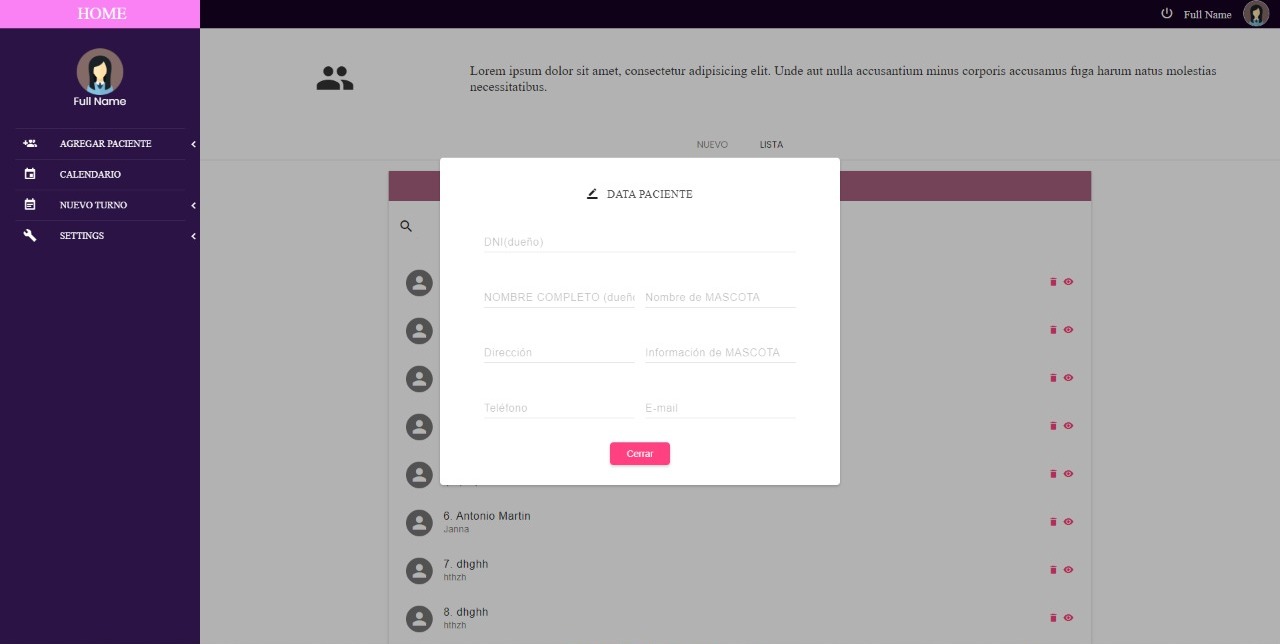 HOME
Full Name
Full Name
AGREGAR PACIENTE
CALENDARIO
NUEVO TURNO
SETTINGS
Lorem ipsum dolor sit amet, consectetur adipisicing elit. Unde aut nulla accusantium minus corporis accusamus fuga harum natus molestias
necessitatibus.
NUEVO LISTA
DATA PACIENTE
DNI(dueño)
NOMBRE COMPLETO (dueñ Nombre de MASCOTA
Dirección Información de MASCOTA
Teléfono E-mail
Cerrar
6. Antonio Martin
Janna
7. dhghh
hthzh
8. dhghh
hthzh